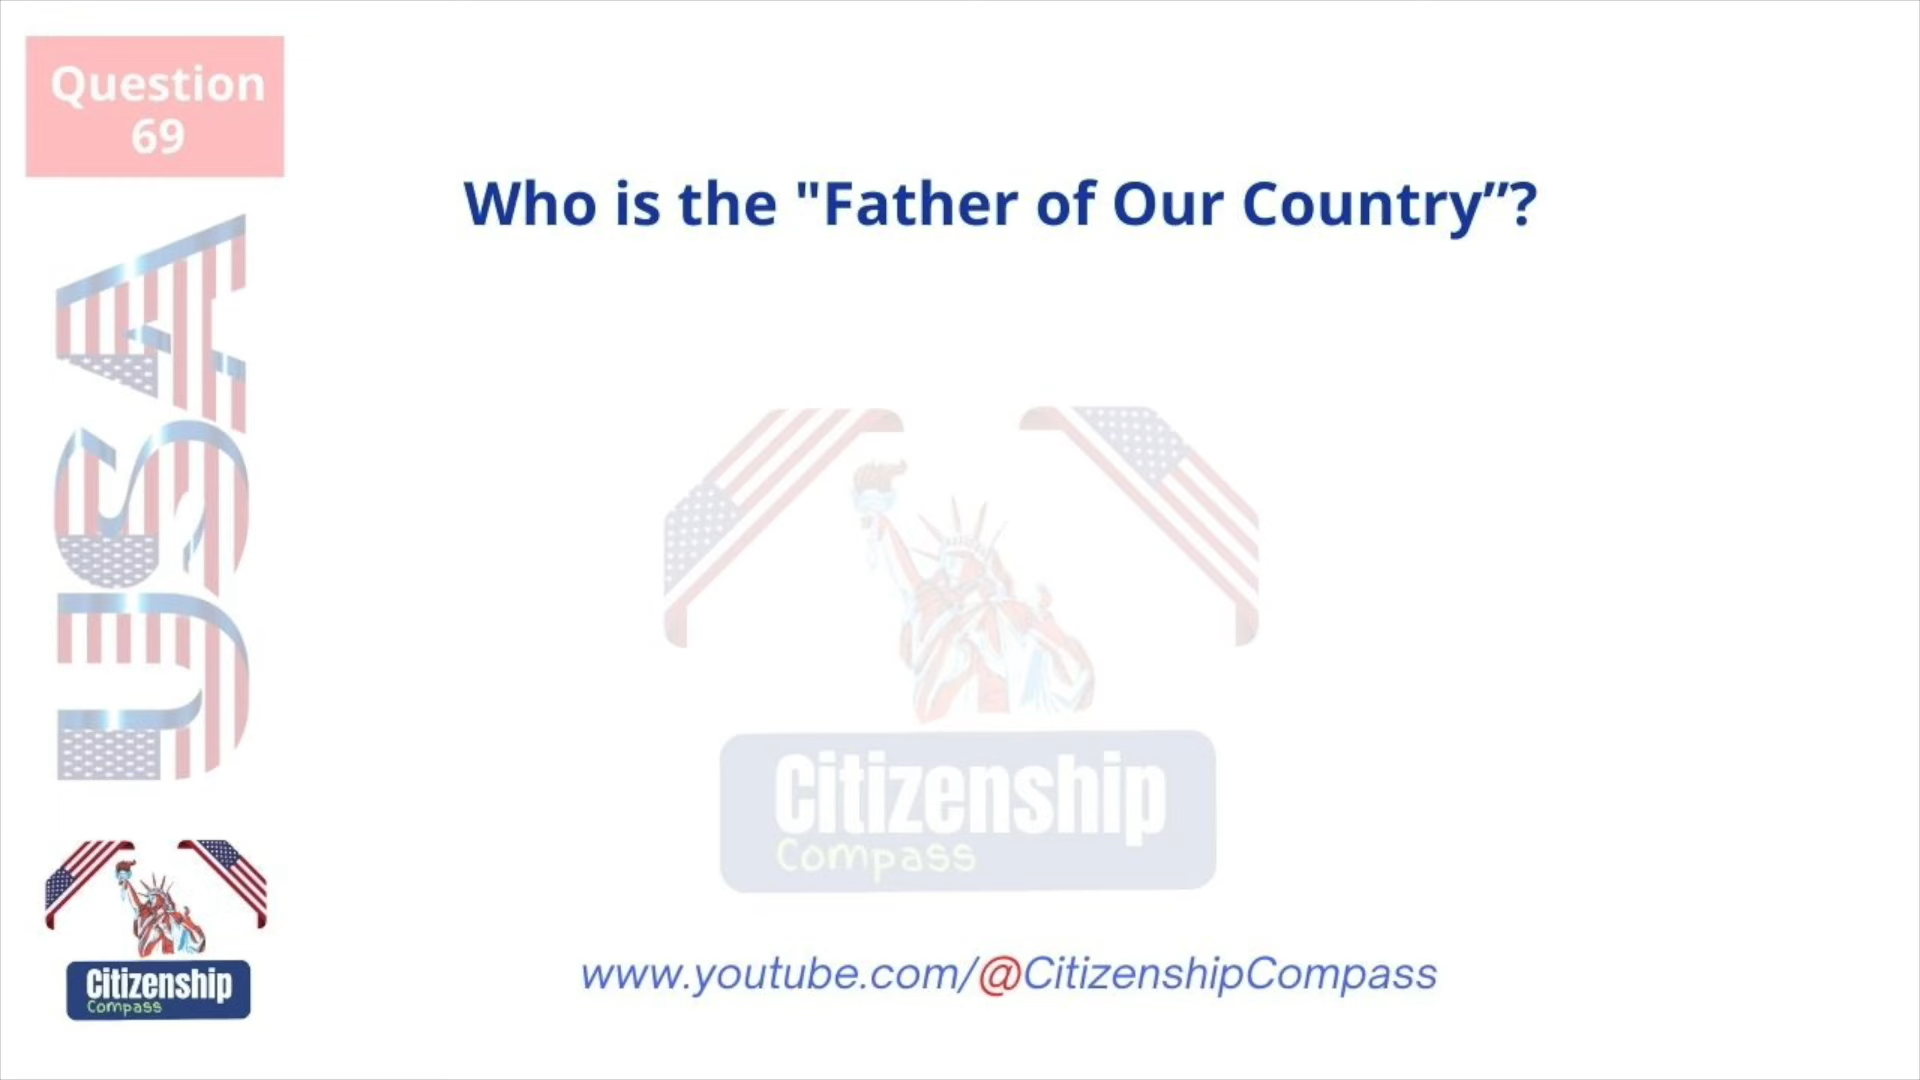 Question
69
Who is the "Father of Our Country”?
USA
Citizenship
Compass
Citizenship
Compass
www.youtube.com/@CitizenshipCompass